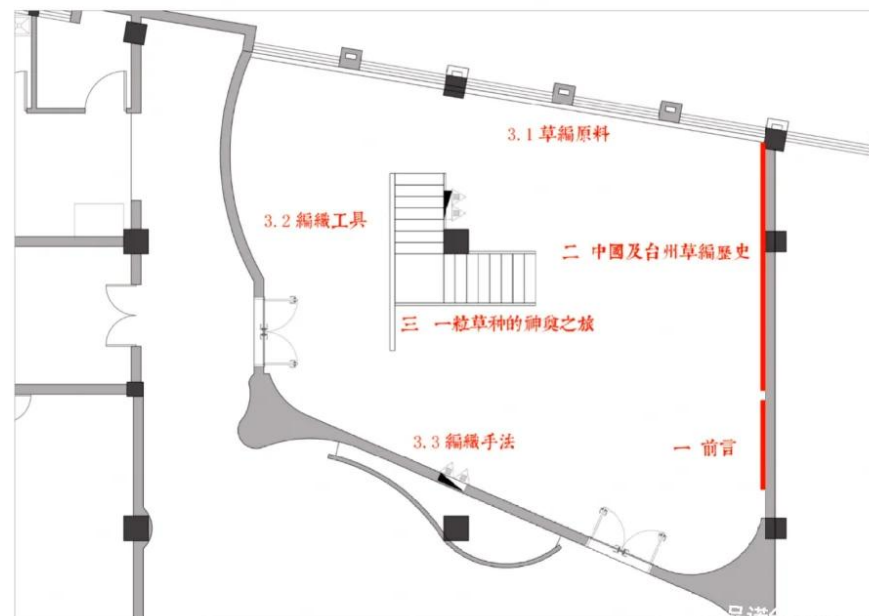 3.1 草編原料
3.2 編織工具
二 中國及台州草編歷史
三 一粒草种的神奠之旅
3.3 編織手法
一 前言